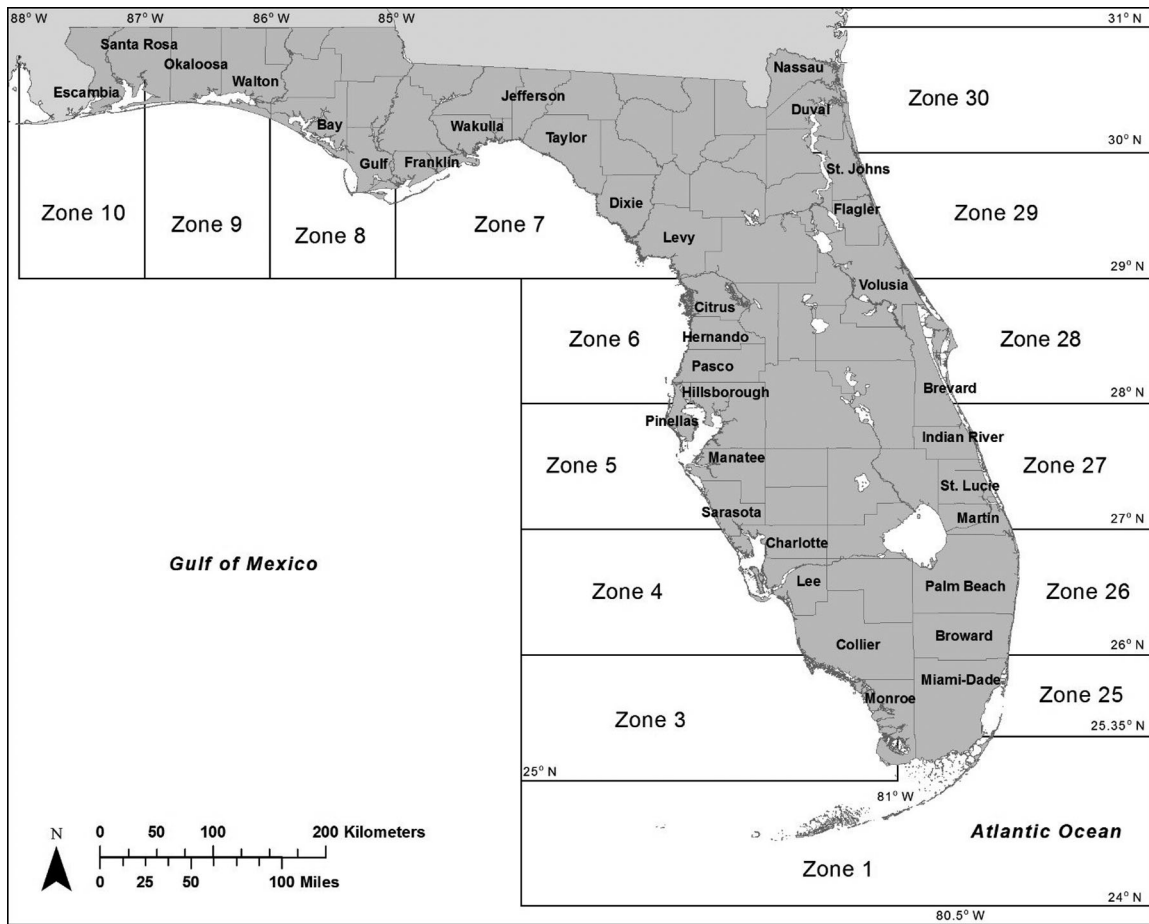 88° W 87° W 86° W 85° W 31° N
Santa Rosa
Okaloosa
Walton
Escambia
Nassau
Jefferson
Zone 30
Duval
Bay
Wakulla
Taylor
30° N
Gulf
Franklin
St. Johns
Dixie
Flagler
Zone 10
Zone 9
Zone 8
Zone 7
Zone 29
Levy
29° N
Volusia
Citrus
Zone 6
Hernando
Zone 28
Pasco
Brevard
Hillsborough
28° N
Pinellas
Indian River
Manatee
Zone 5
Zone 27
St. Lucie
Sarasota
Martin
27° N
Charlotte
Gulf of Mexico
Zone 4
Lee
Palm Beach
Zone 26
Collier
Broward
26° N
Miami-Dade
Monroe
Zone 25
Zone 3
25.35° N
25° N
81° W
N
0 50 100 200 Kilometers
0 25 50 100 Miles
Atlantic Ocean
Zone 1
24° N
80.5° W